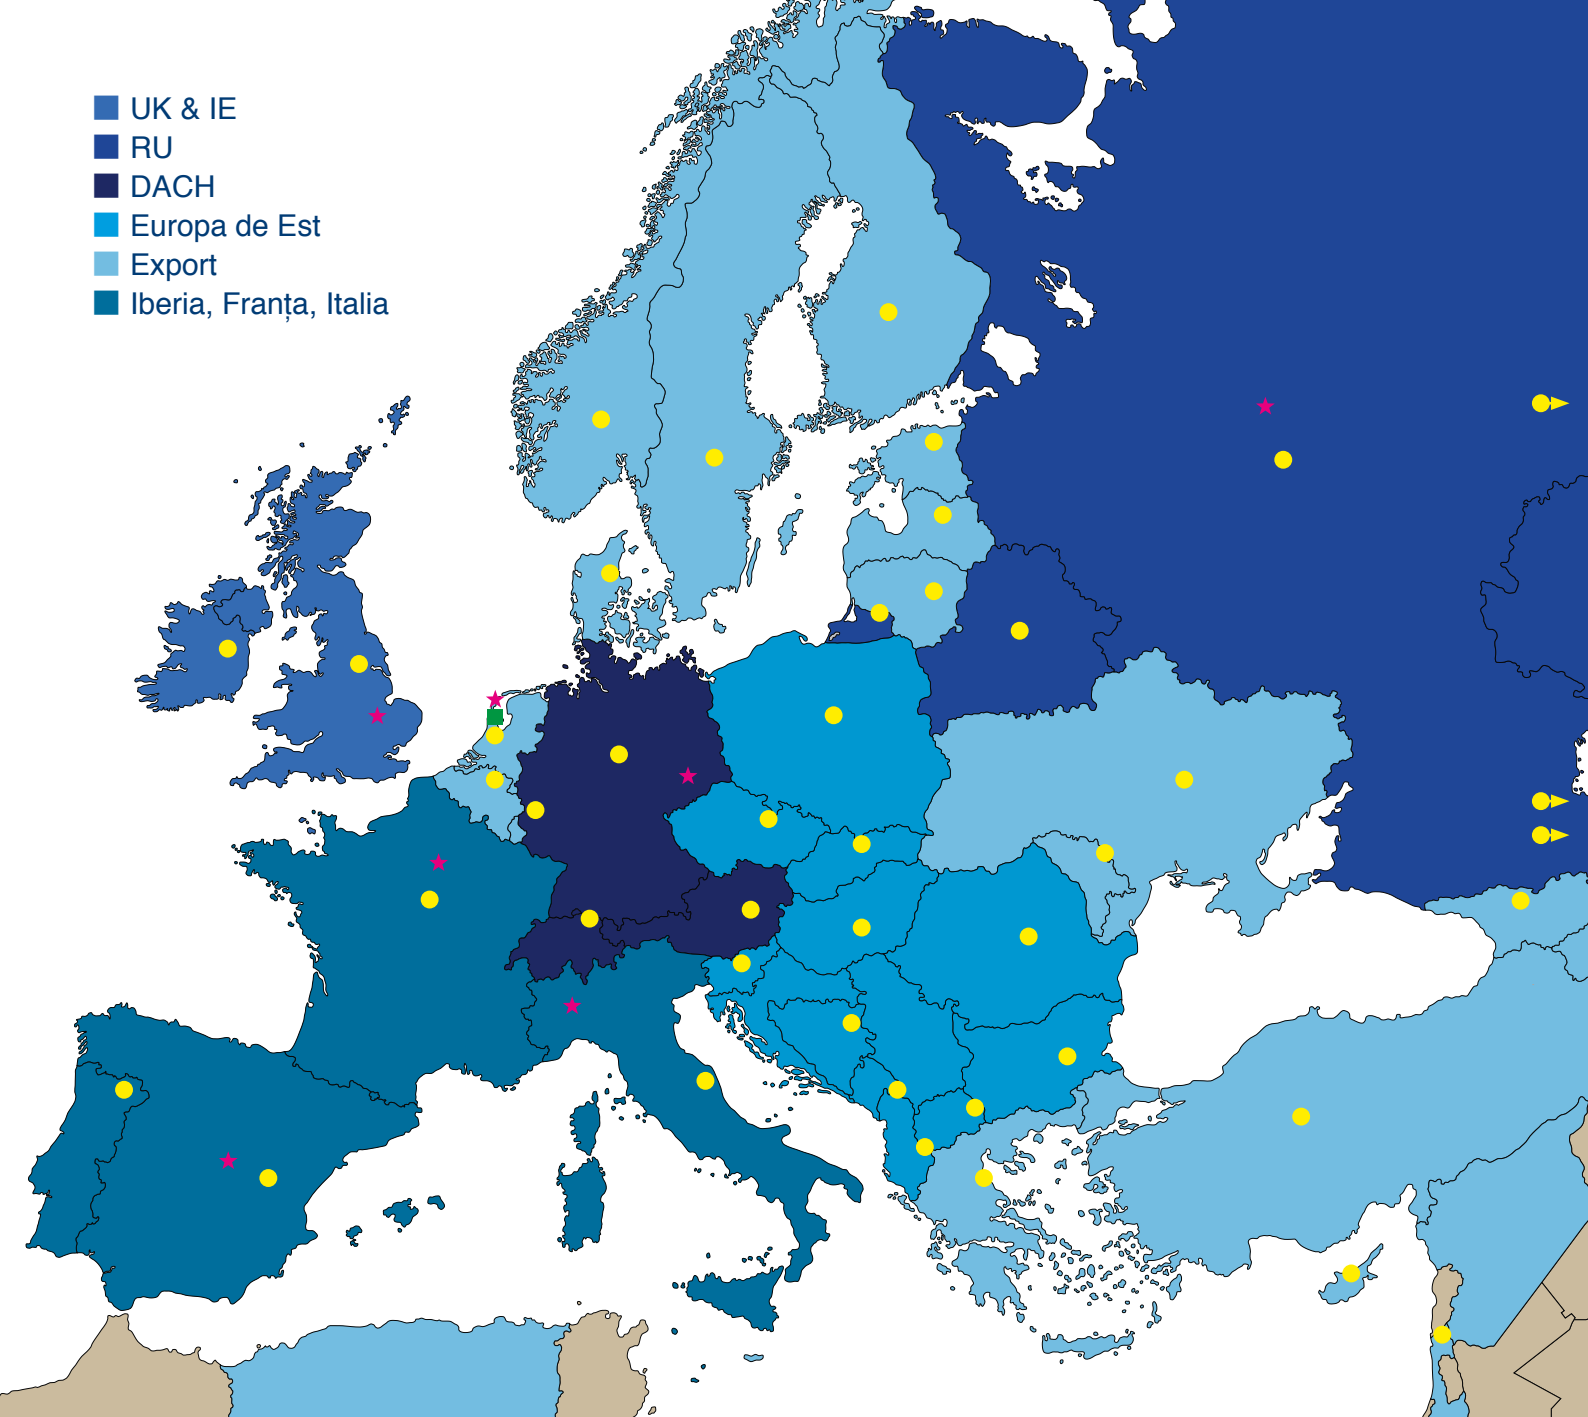 UK & IE
RU
DACH
Europa de Est
Export
Iberia, Franța, Italia